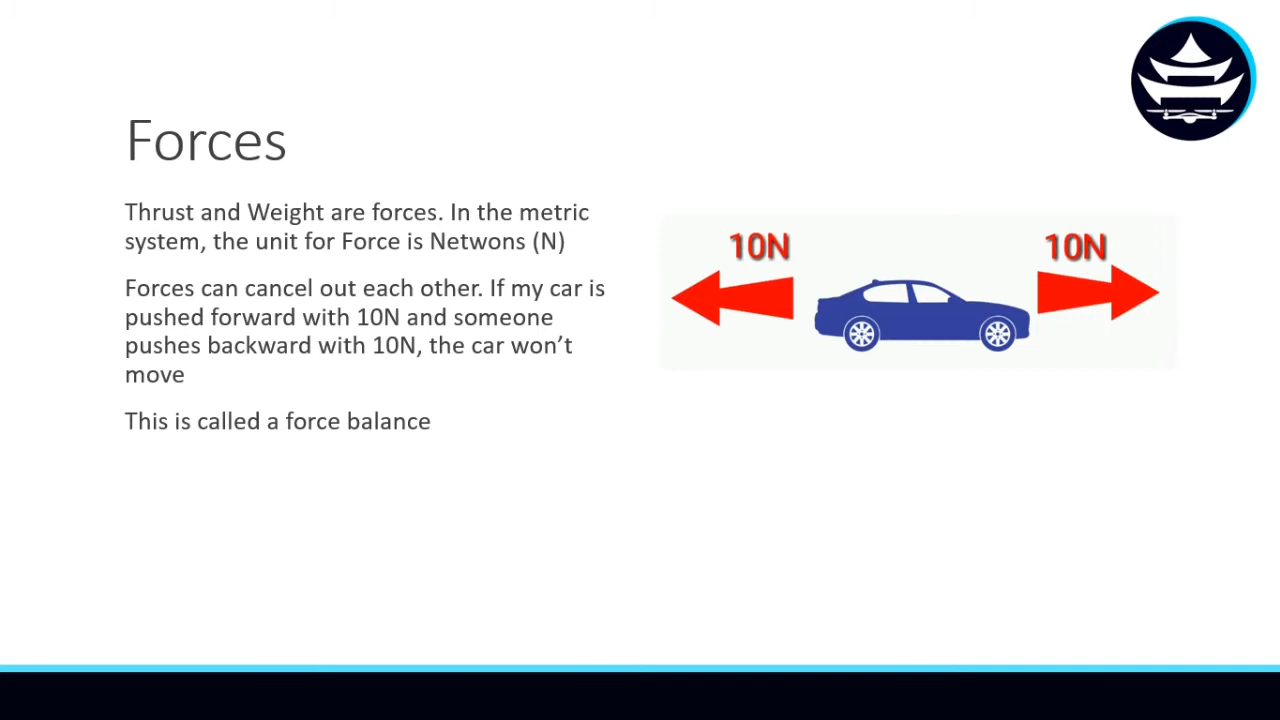 Forces
Thrust and Weight are forces. In the metric
system, the unit for Force is Netwons (N)
Forces can cancel out each other. If my car is
pushed forward with 10N and someone
pushes backward with 10N, the car won’t
move
This is called a force balance
10N
10N